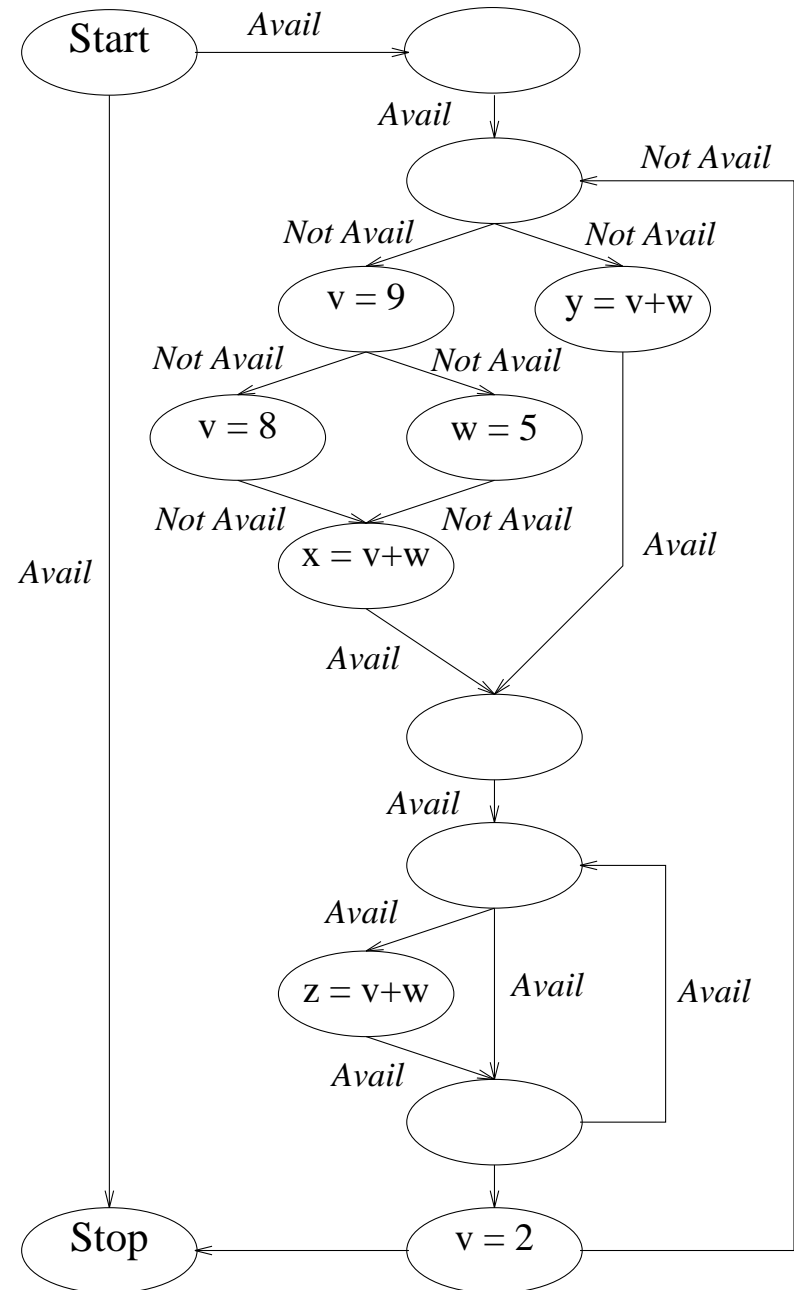 Start
Avail
Avail
Not Avail
Not Avail
Not Avail
v = 9
y = v+w
Not Avail
Not Avail
v = 8
w = 5
Not Avail
Not Avail
x = v+w
Avail
Avail
Avail
Avail
Avail
z = v+w
Avail
Avail
Avail
Stop
v = 2